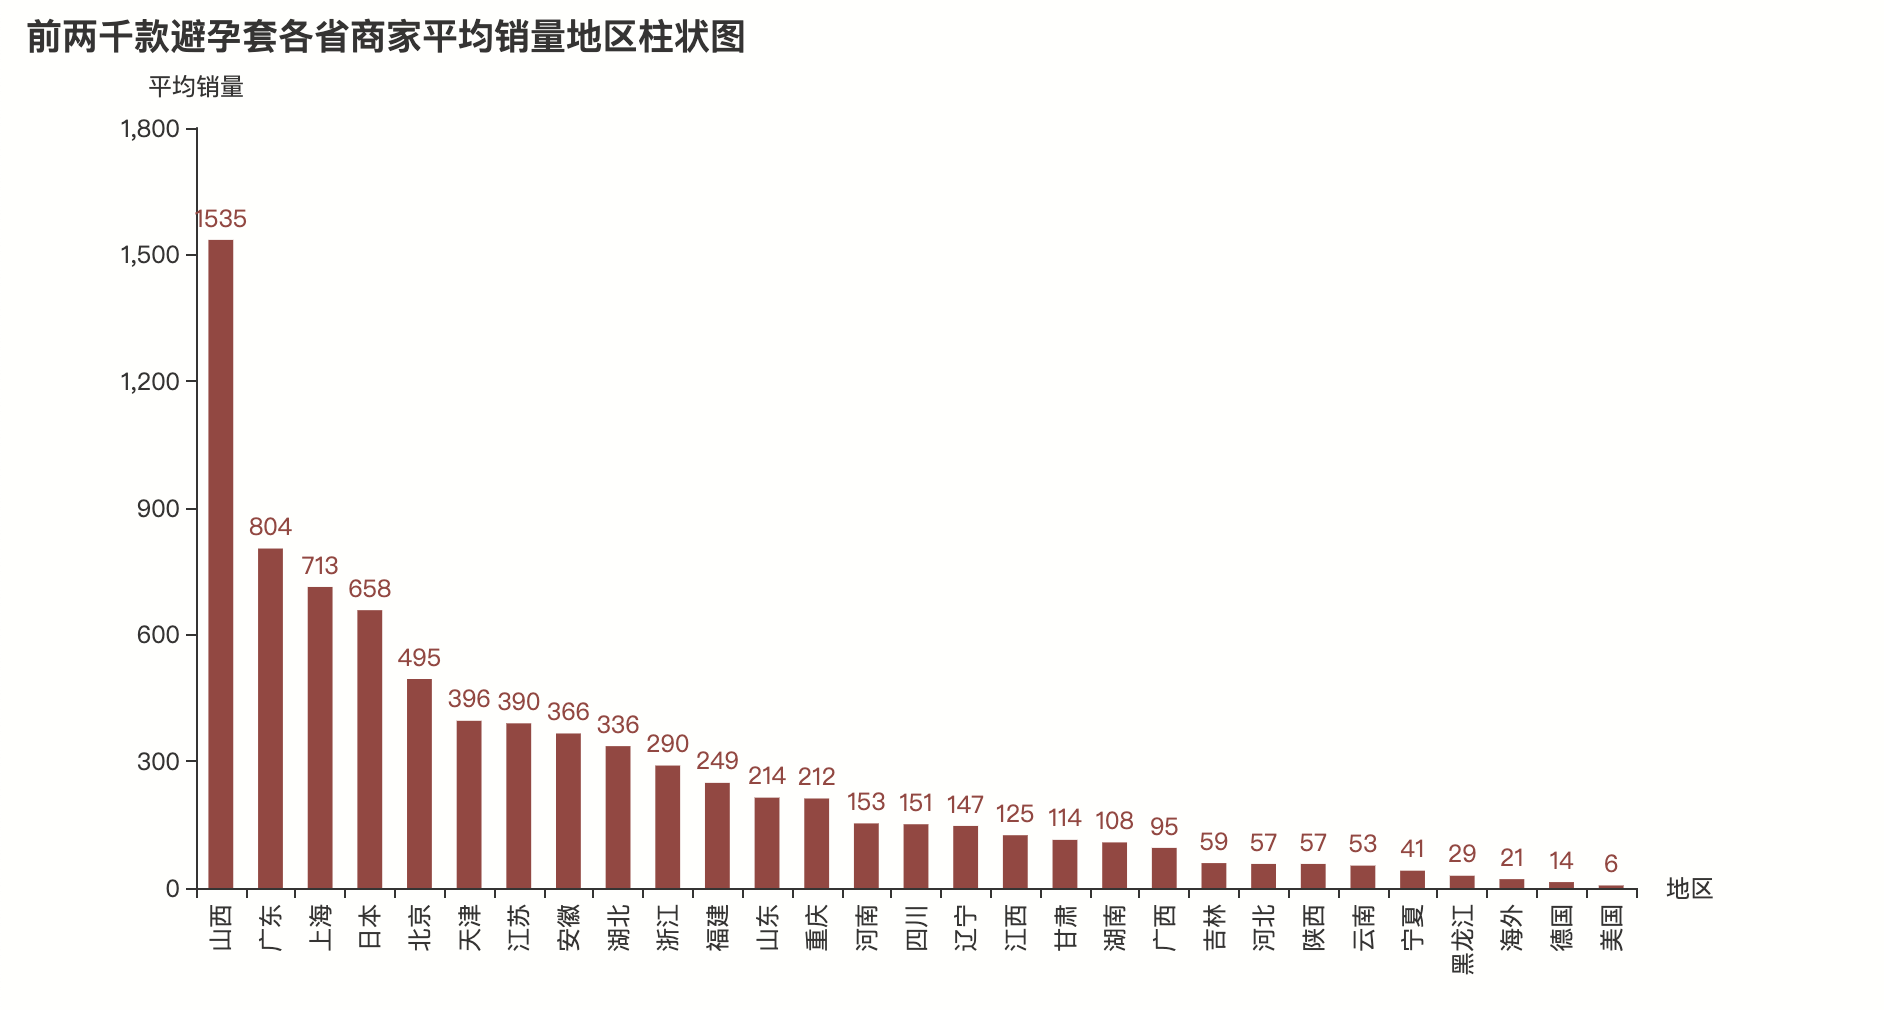 前两千款避孕套各省商家平均销量地区柱状图
平均销量
1,800
1,500
1,200
900
600
300
0
1535
804
713
658
495
396
390
366
336
290
249
214
212
153
151
147
125
114
108
95
59
57
57
53
41
29
21
14
6
山西
广东
上海
日本
北京
天津
江苏
安徽
湖北
浙江
福建
山东
重庆
河南
四川
辽宁
江西
甘肃
湖南
广西
吉林
河北
陕西
云南
宁夏
黑龙江
海外
德国
美国
地区